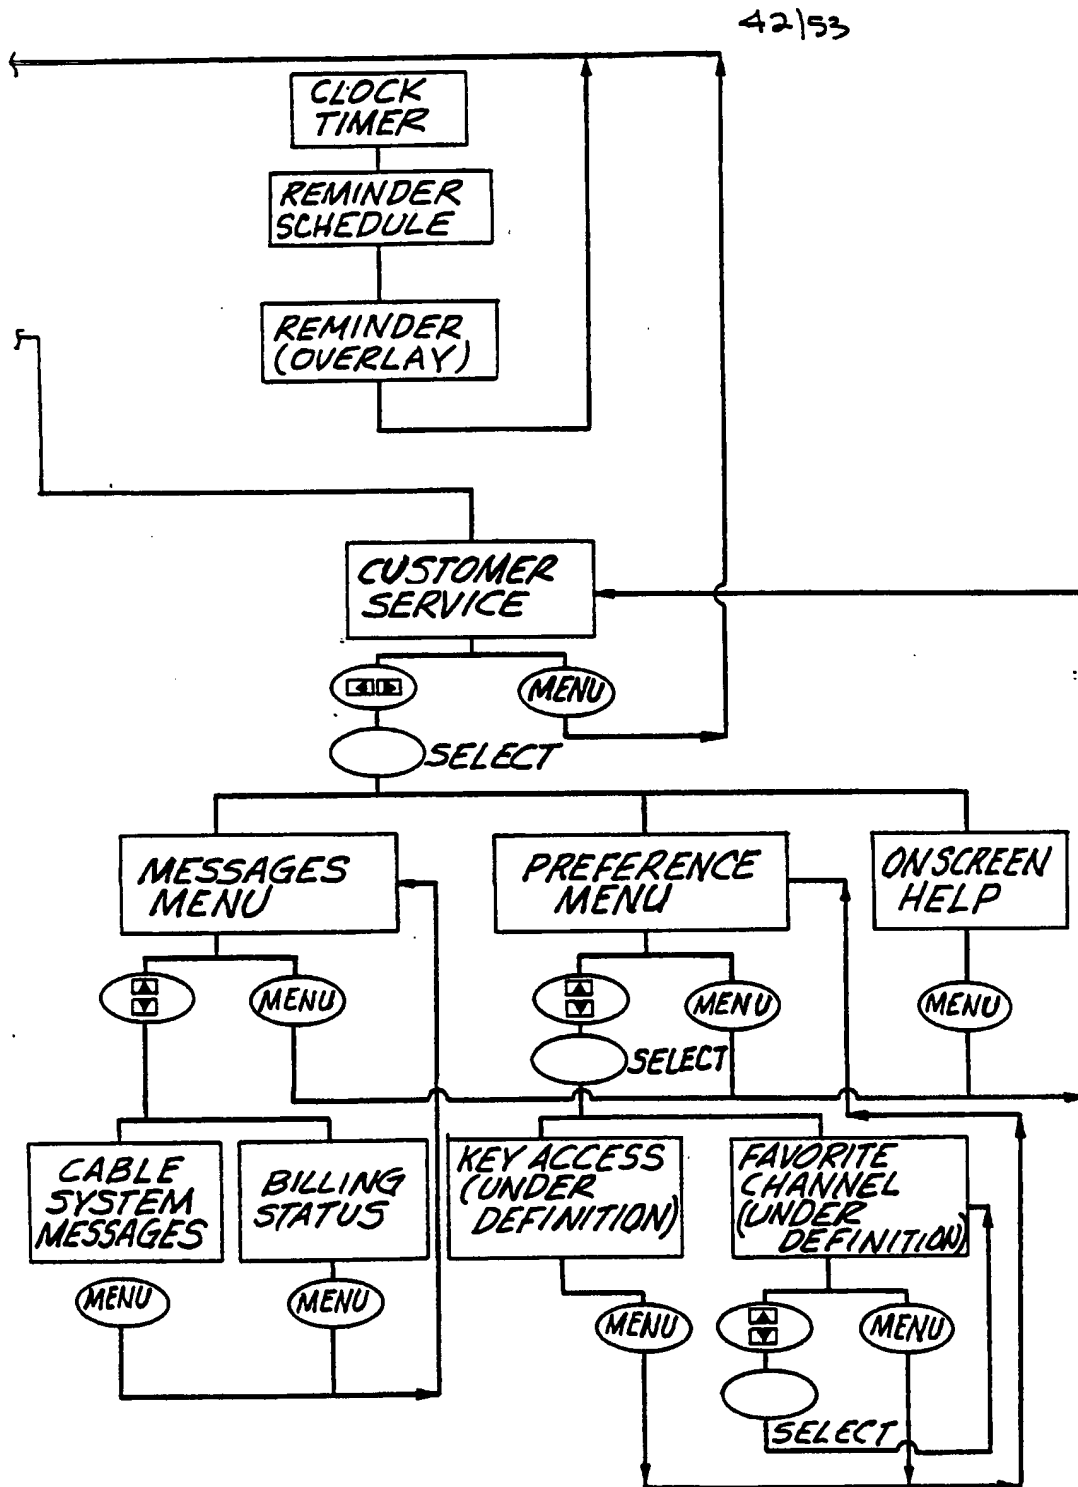 42/53
CLOCK
TIMER
REMINDER
SCHEDULE
REMINDER
(OVERLAY)
CUSTOMER
SERVICE
MENU
SELECT
MESSAGES
MENU
PREFERENCE
MENU
ON SCREEN
HELP
MENU
MENU
MENU
SELECT
CABLE
SYSTEM
MESSAGES
BILLING
STATUS
KEY ACCESS
(UNDER
DEFINITION)
FAVORITE
CHANNEL
(UNDER
DEFINITION)
MENU
MENU
MENU
MENU
SELECT